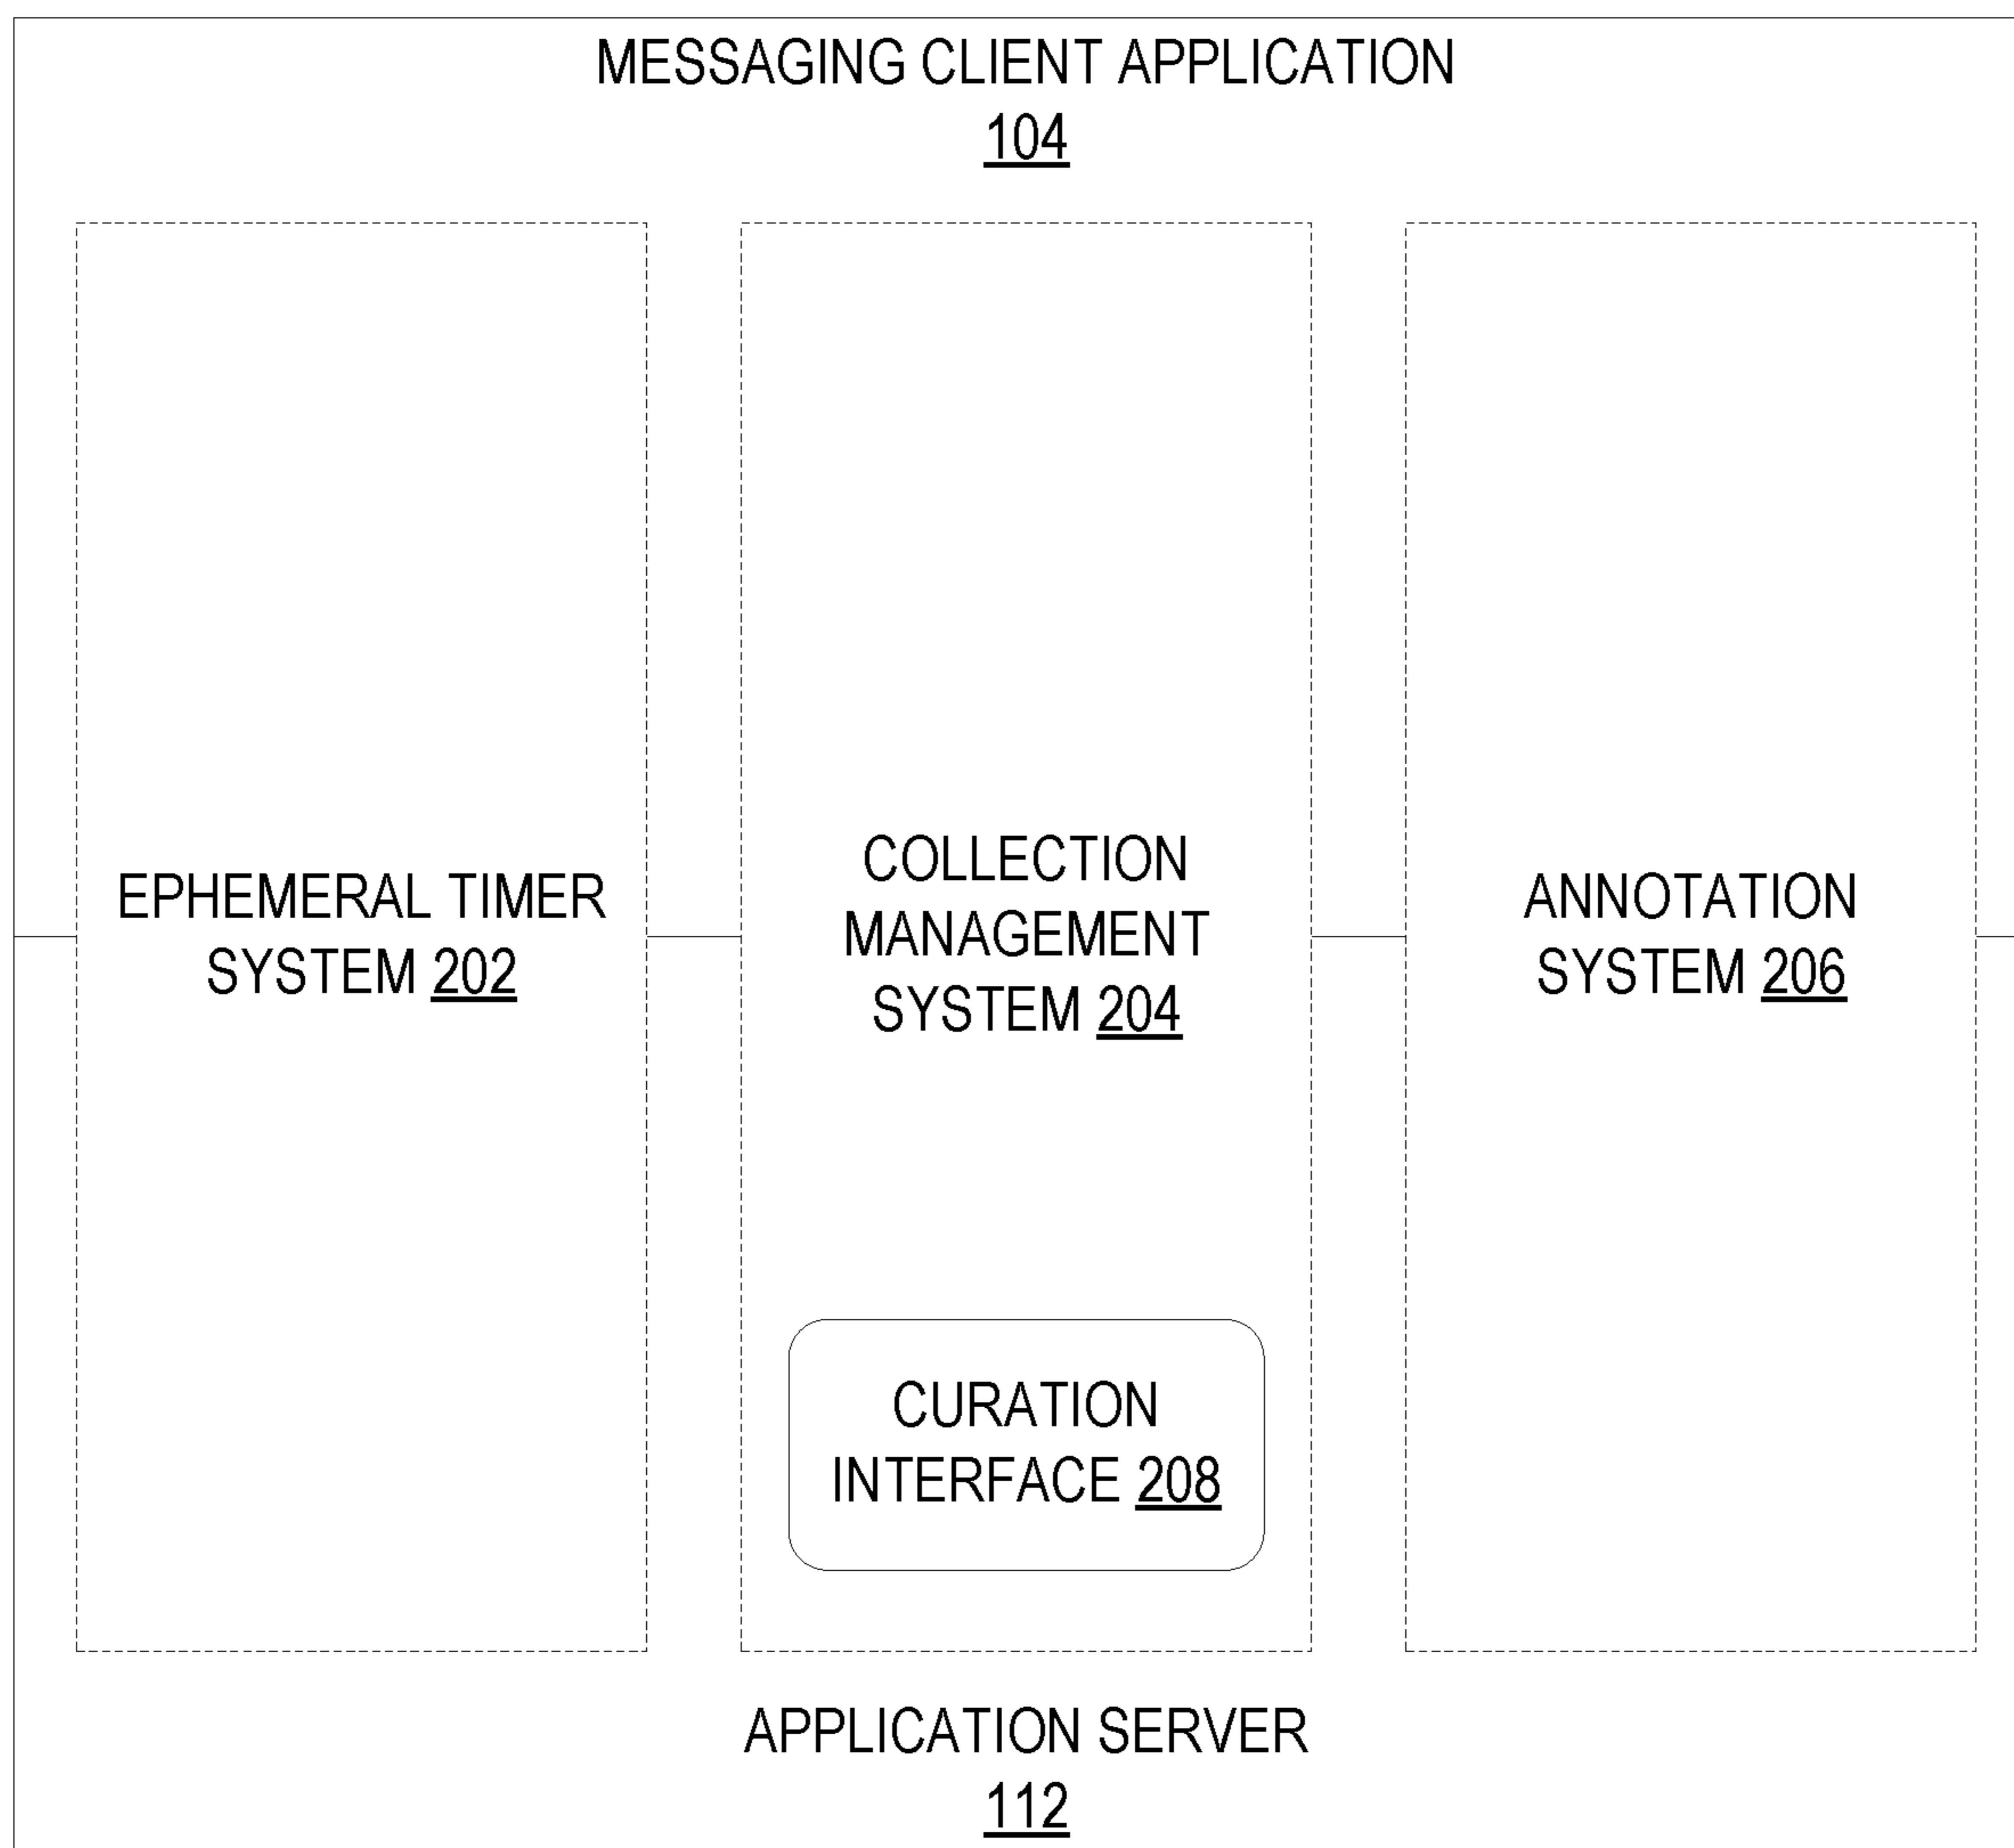 MESSAGING CLIENT APPLICATION
104
EPHEMERAL TIMER
SYSTEM 202
COLLECTION
MANAGEMENT
SYSTEM 204
ANNOTATION
SYSTEM 206
CURATION
INTERFACE 208
APPLICATION SERVER
112